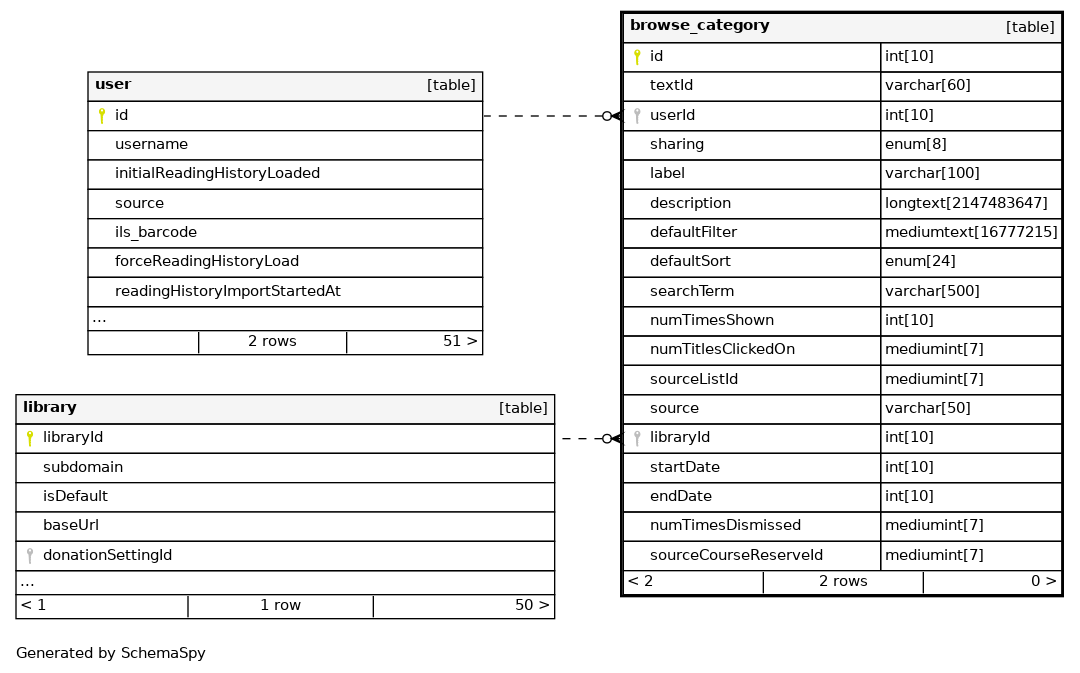 user [table]
id
username
initialReadingHistoryLoaded
source
ils_barcode
forceReadingHistoryLoad
readingHistoryImportStartedAt
...
2 rows 51 >
library [table]
libraryId
subdomain
isDefault
baseUrl
donationSettingId
...
< 1 1 row 50 >
browse_category [table]
id int[10]
textId varchar[60]
userId int[10]
sharing enum[8]
label varchar[100]
description longtext[2147483647]
defaultFilter mediumtext[16777215]
defaultSort enum[24]
searchTerm varchar[500]
numTimesShown int[10]
numTitlesClickedOn mediumint[7]
sourceListId mediumint[7]
source varchar[50]
libraryId int[10]
startDate int[10]
endDate int[10]
numTimesDismissed mediumint[7]
sourceCourseReserveId mediumint[7]
< 2 2 rows 0 >
Generated by SchemaSpy